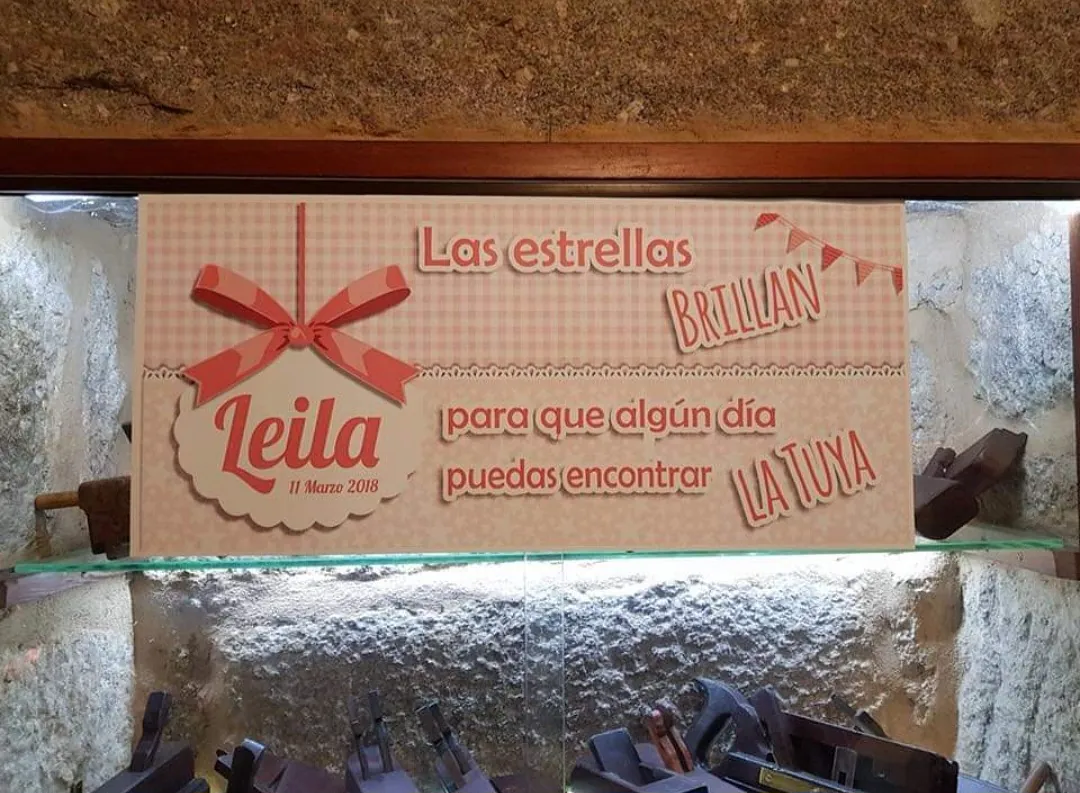 Las estrellas
BRILLAN
Leila
11 Marzo 2018
para que algún día
puedas encontrar
LA TUYA